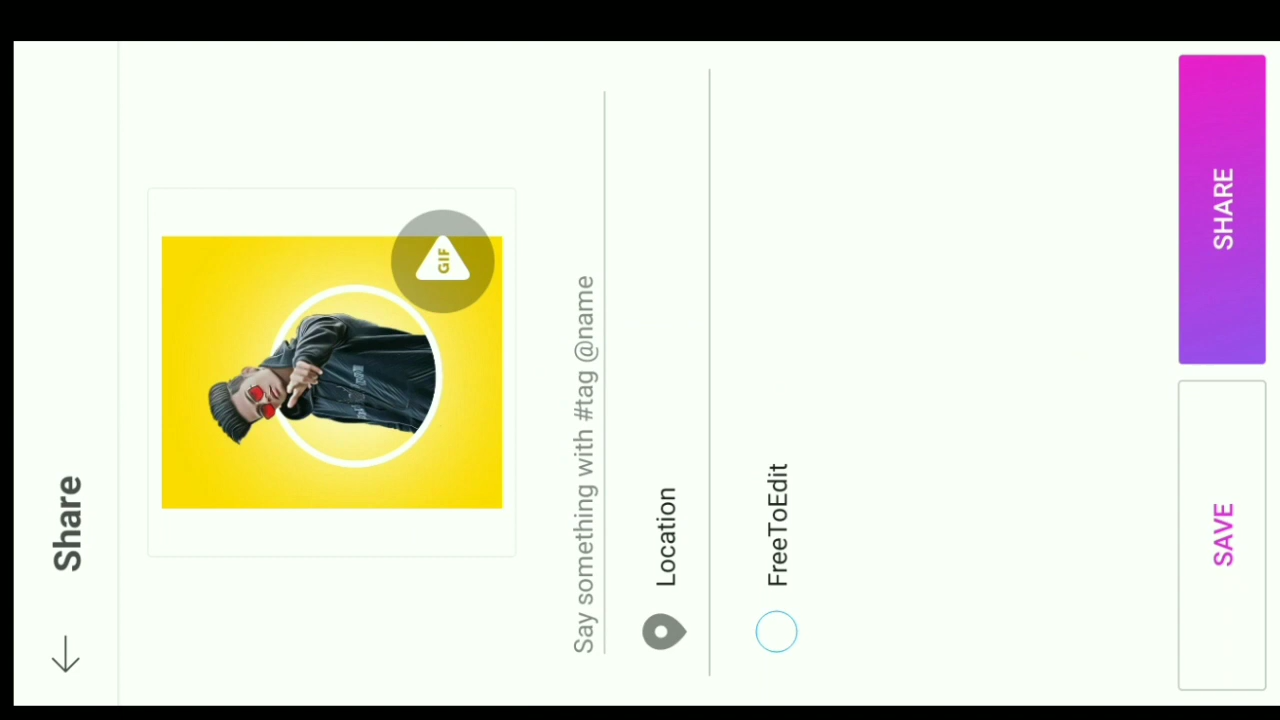 Share
GIF
Say something with #tag @name
Location
FreeToEdit
SAVE
SHARE